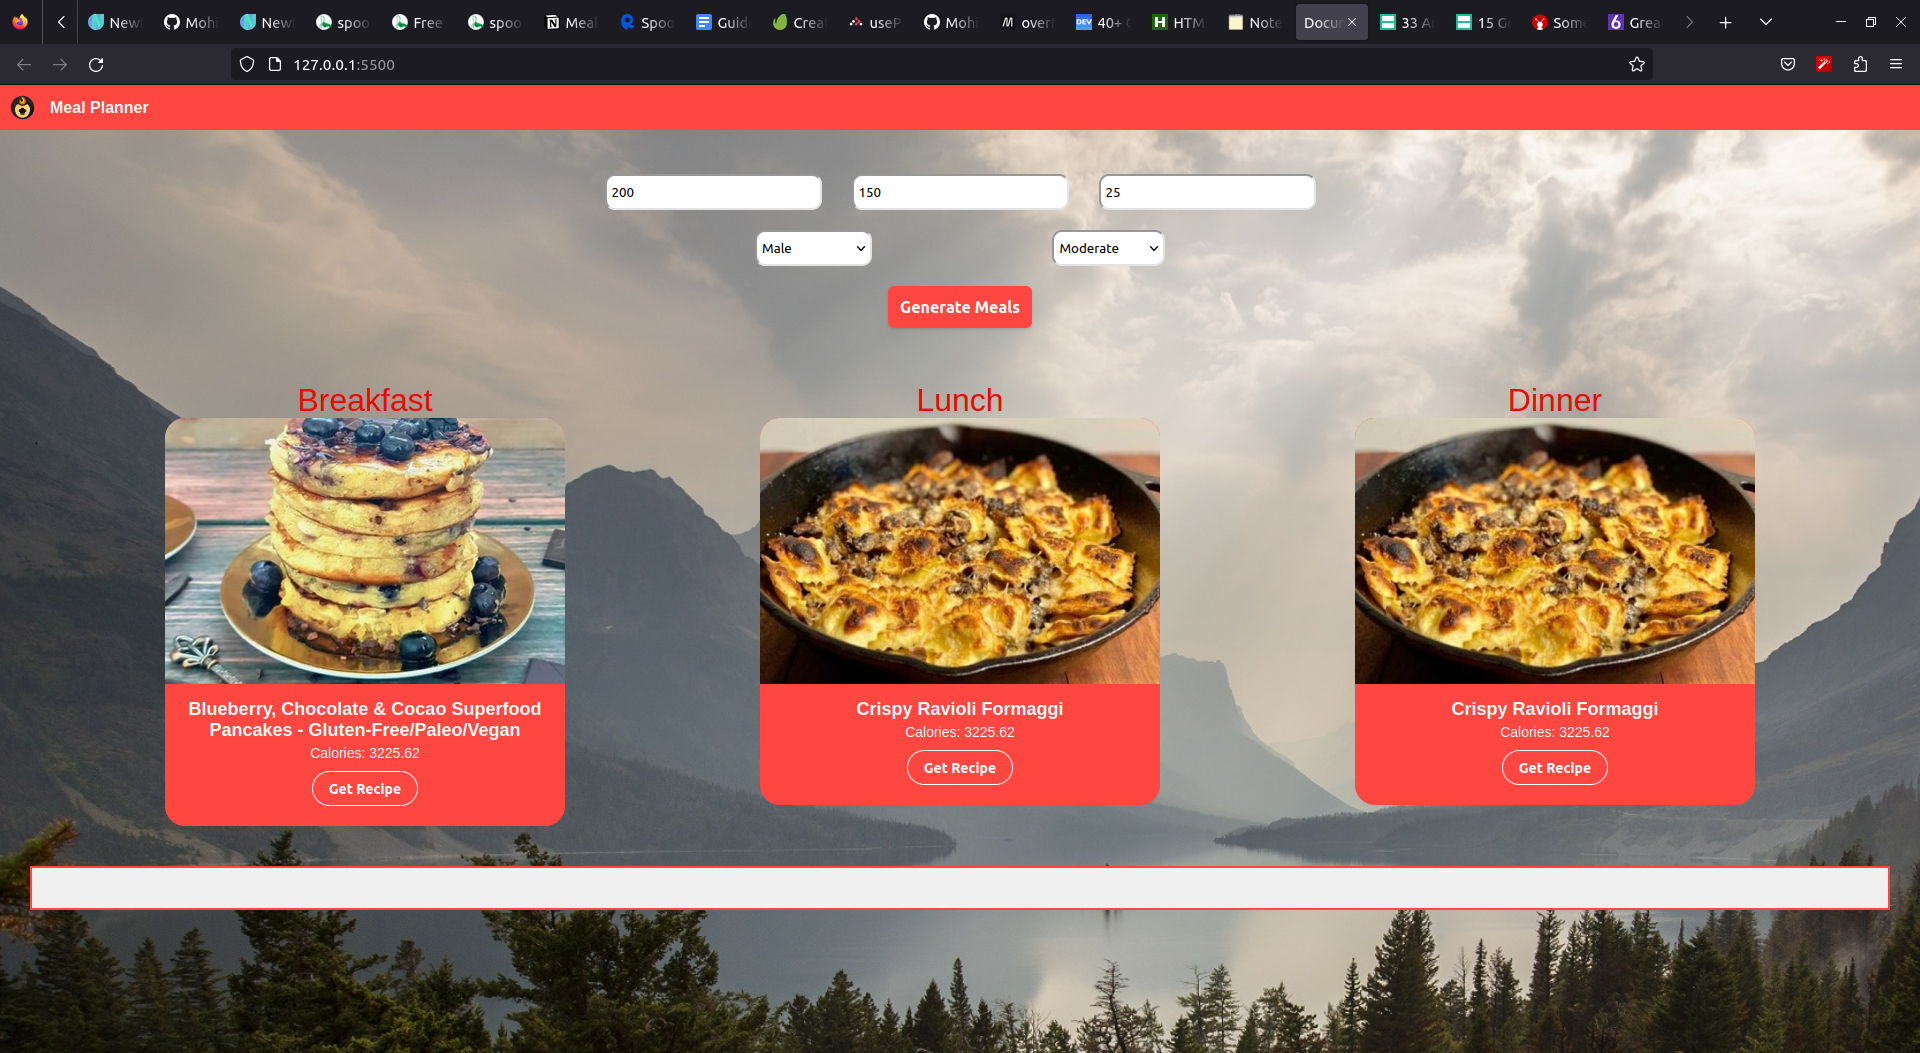 New
Mohi
New
spoo
Free
spoo
Meal
Spoo
Guid
Crea
useP
Mohi
overf
40+
HTM
Note
Docu
33 A
15 G
Som
Grea
127.0.0.1:5500
Meal Planner
200
150
25
Male
Moderate
Generate Meals
Breakfast
Lunch
Dinner
Blueberry, Chocolate & Cocao Superfood
Pancakes - Gluten-Free/Paleo/Vegan
Calories: 3225.62
Get Recipe
Crispy Ravioli Formaggi
Calories: 3225.62
Get Recipe
Crispy Ravioli Formaggi
Calories: 3225.62
Get Recipe